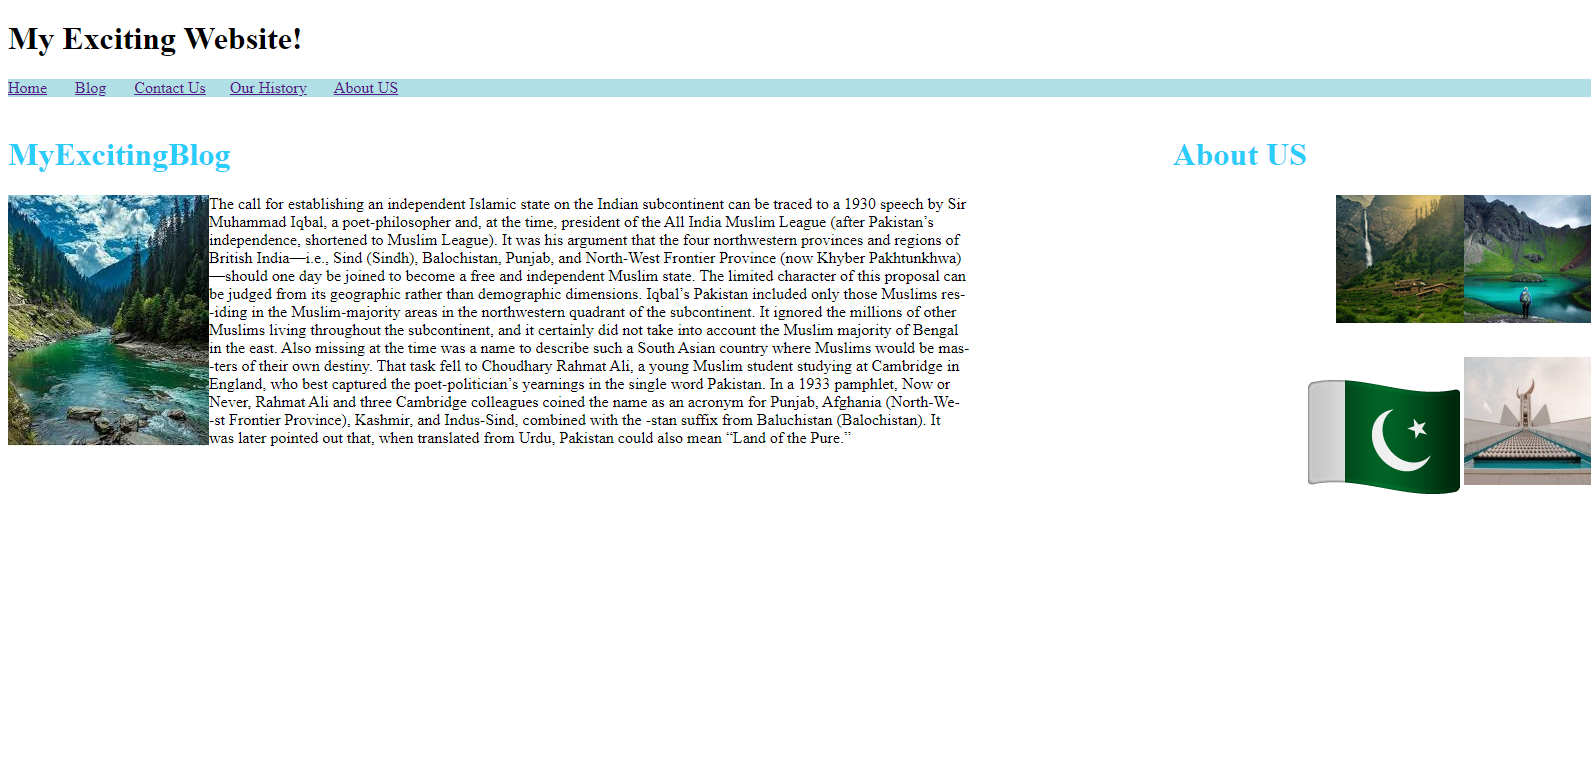 My Exciting Website!
Home Blog Contact Us Our History About US
MyExcitingBlog
The call for establishing an independent Islamic state on the Indian subcontinent can be traced to a 1930 speech by Sir
Muhammad Iqbal, a poet-philosopher and, at the time, president of the All India Muslim League (after Pakistan’s
independence, shortened to Muslim League). It was his argument that the four northwestern provinces and regions of
British India—i.e., Sind (Sindh), Balochistan, Punjab, and North-West Frontier Province (now Khyber Pakhtunkhwa)
—should one day be joined to become a free and independent Muslim state. The limited character of this proposal can
be judged from its geographic rather than demographic dimensions. Iqbal’s Pakistan included only those Muslims res-
-iding in the Muslim-majority areas in the northwestern quadrant of the subcontinent. It ignored the millions of other
Muslims living throughout the subcontinent, and it certainly did not take into account the Muslim majority of Bengal
in the east. Also missing at the time was a name to describe such a South Asian country where Muslims would be mas-
-ters of their own destiny. That task fell to Choudhary Rahmat Ali, a young Muslim student studying at Cambridge in
England, who best captured the poet-politician’s yearnings in the single word Pakistan. In a 1933 pamphlet, Now or
Never, Rahmat Ali and three Cambridge colleagues coined the name as an acronym for Punjab, Afghania (North-We-
-st Frontier Province), Kashmir, and Indus-Sind, combined with the -stan suffix from Baluchistan (Balochistan). It
was later pointed out that, when translated from Urdu, Pakistan could also mean “Land of the Pure.”
About US